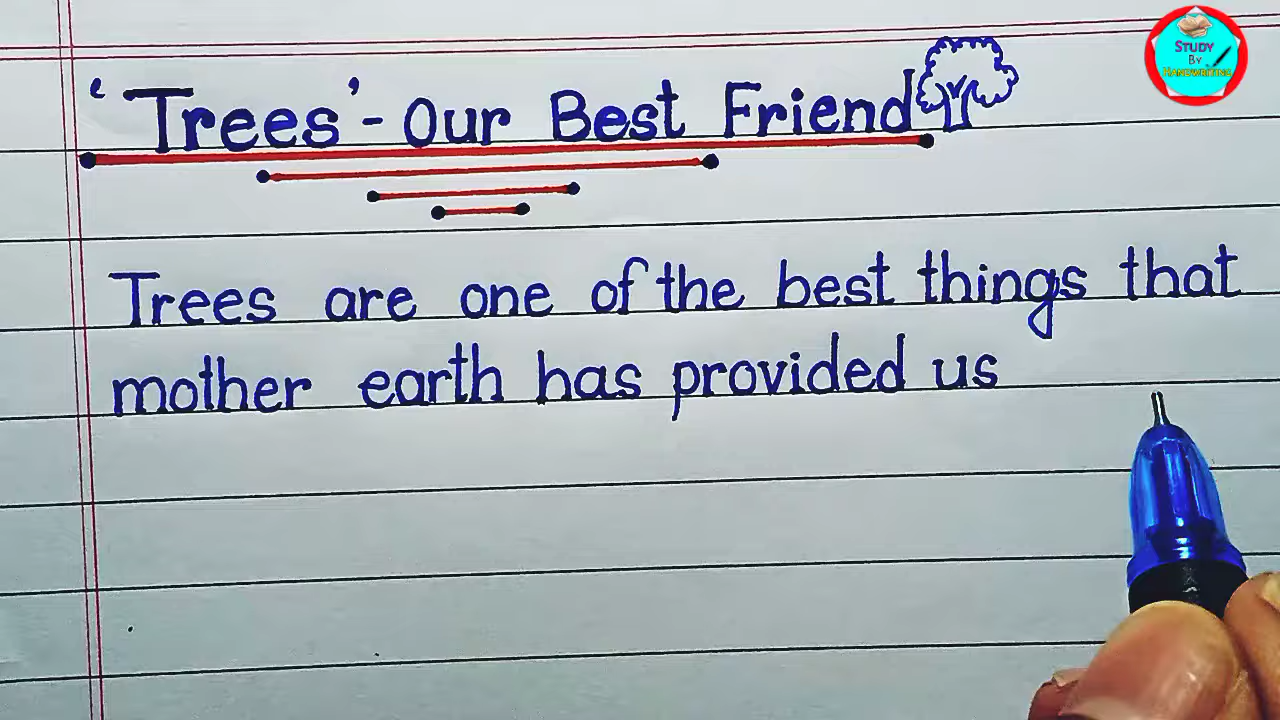 'Trees' - Our Best Friend
STUDY
By
HANDWRITING
Trees are one of the best things that
mother earth has provided us